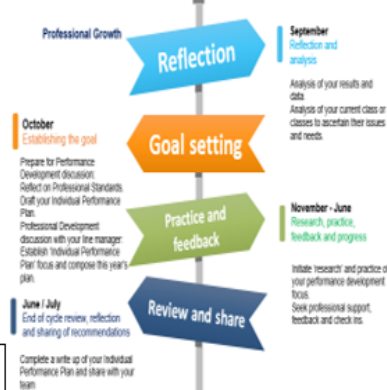 Professional Growth
Reflection
September
Reflection and
analysis
Analysis of your results and
data.
Analysis of your current class or
classes to ascertain their issues
and needs.
October
Establishing the goal
Prepare for Performance
Development discussion:
Reflect on Professional Standards.
Draft your Individual Performance
Plan.
Professional Development
discussion with your line manager:
Establish 'Individual Performance
Plan' focus and compose this year's
plan.
Goal setting
Practice and
feedback
November - June
Research, practice,
feedback and progress
Initiate 'research' and practice of
your performance development
focus.
Seek professional support,
feedback and check ins.
June / July
End of cycle review, reflection
and sharing of recommendations
Complete a write up of your Individual
Performance Plan and share with your
team
Review and share